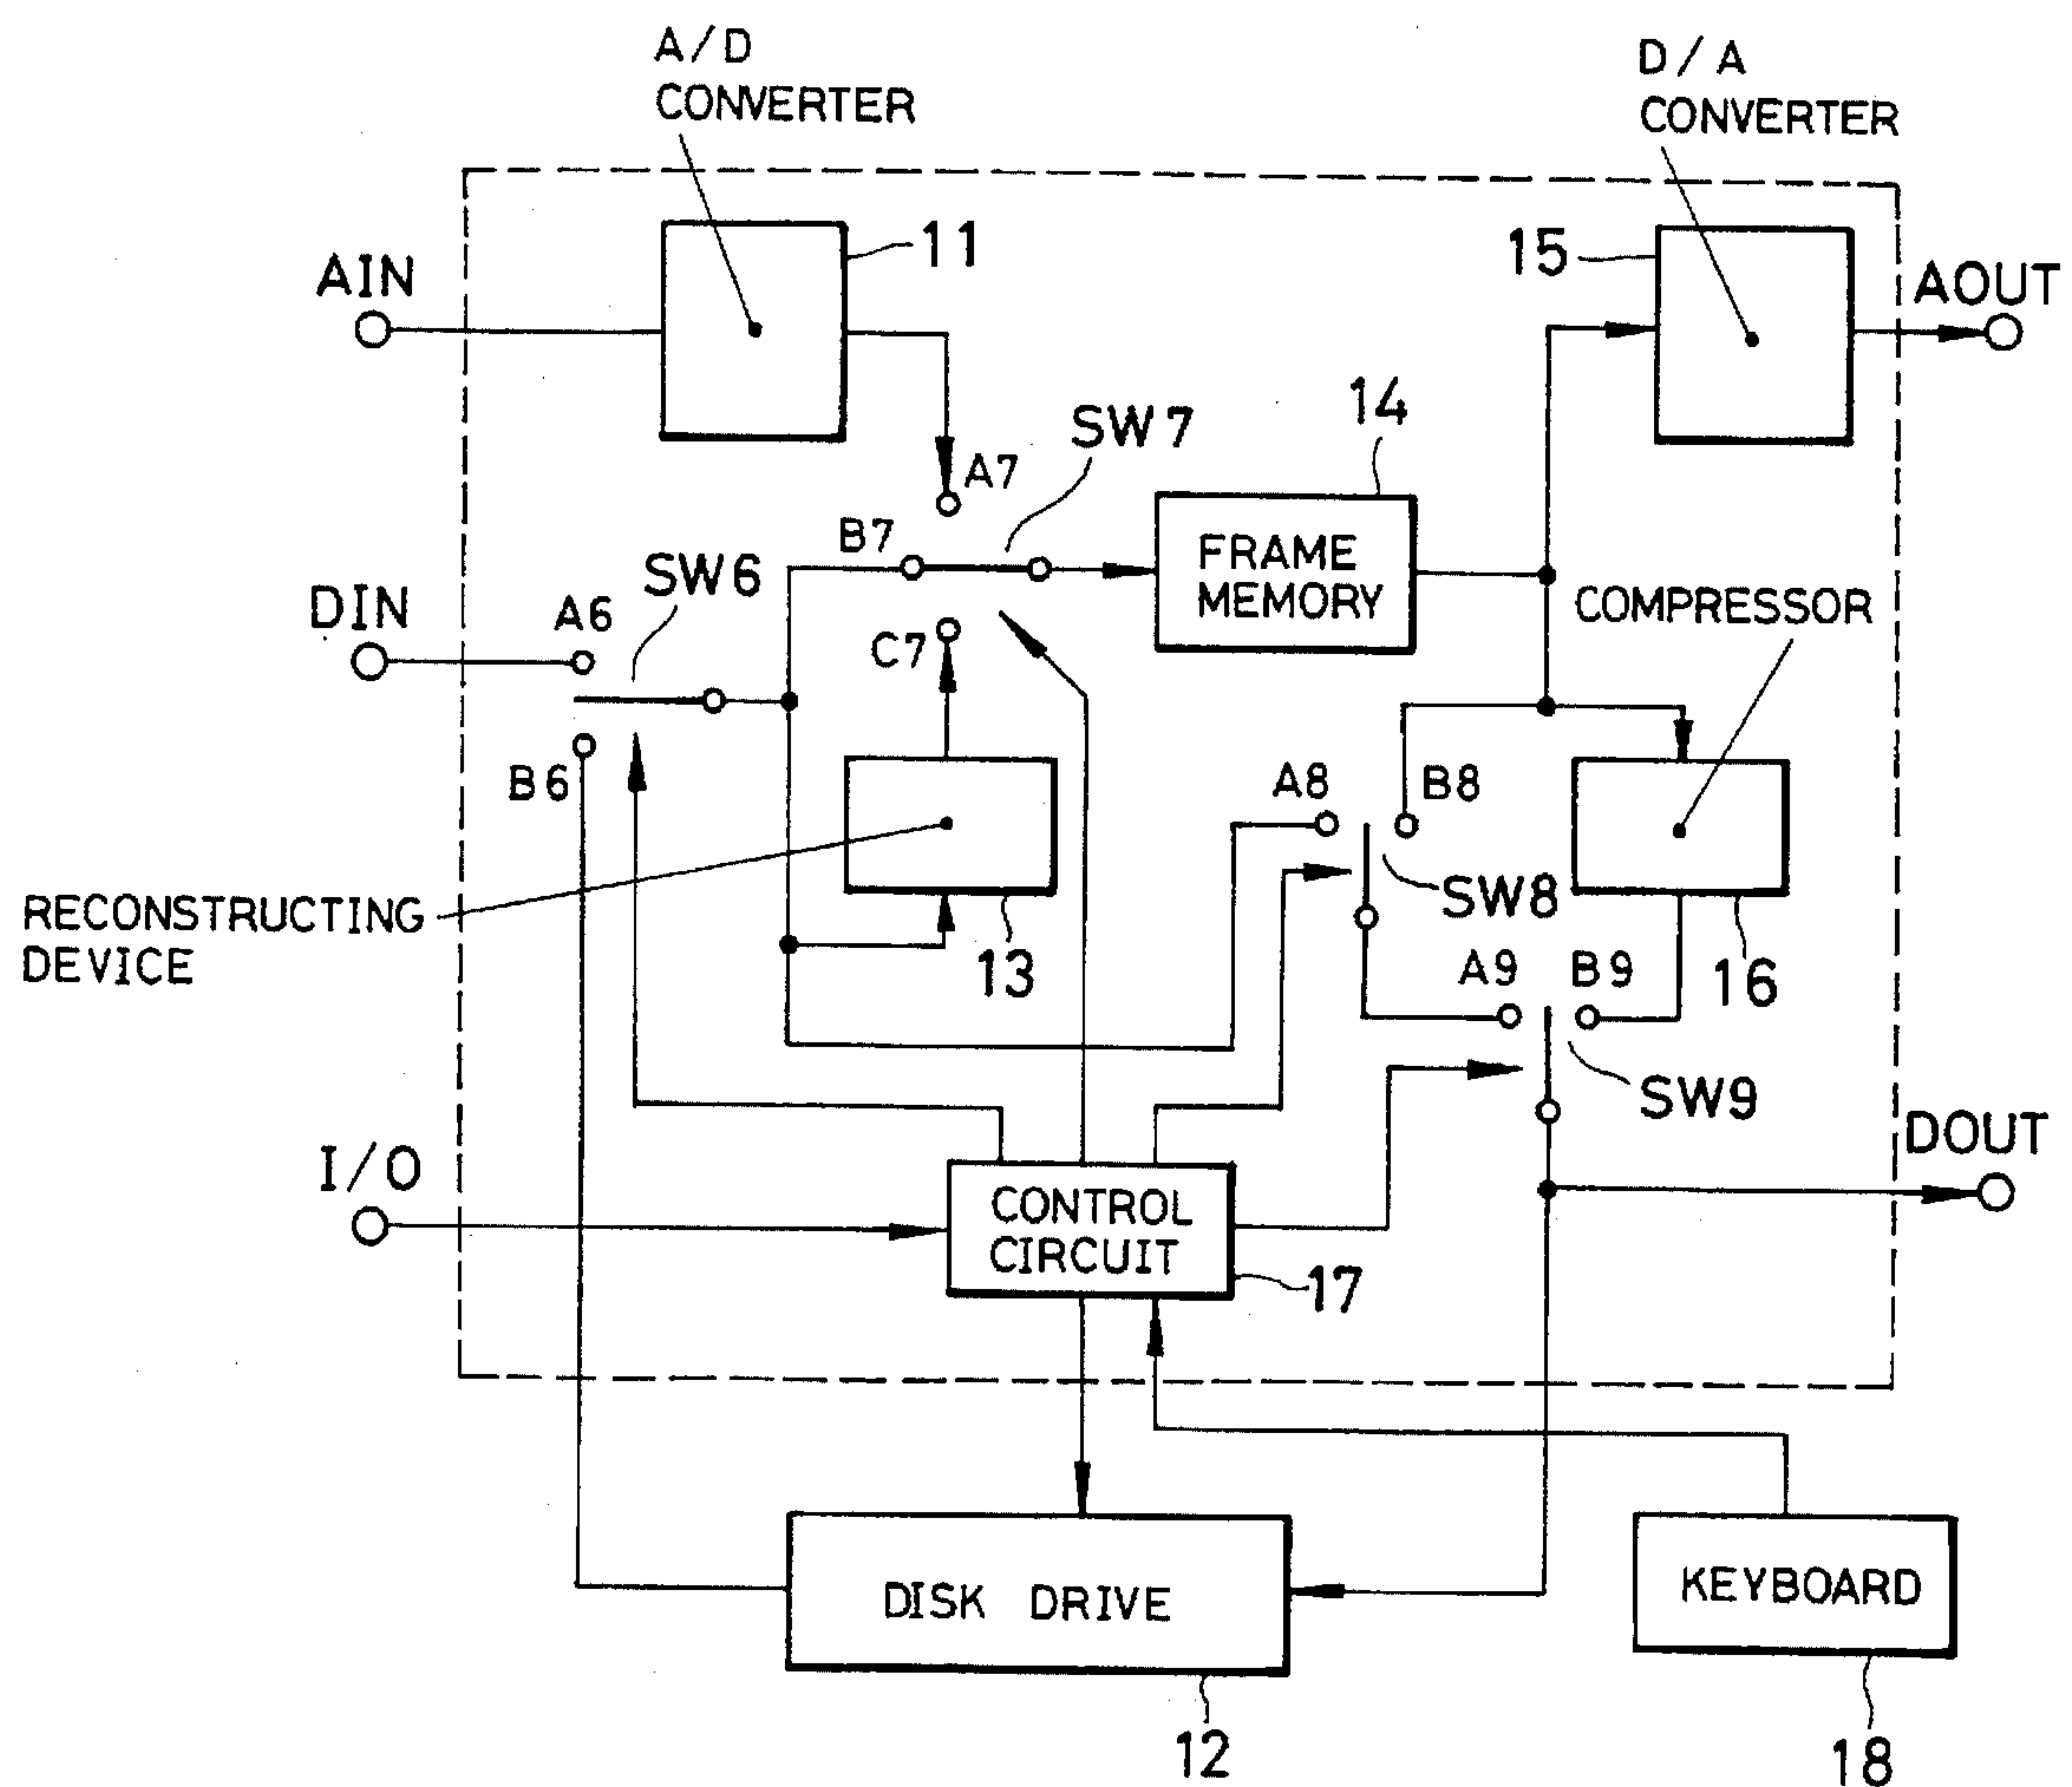 A/D
CONVERTER
D/A
CONVERTER
11
15
AIN
AOUT
14
SW7
A7
B7
FRAME
MEMORY
SW6
COMPRESSOR
DIN
A6
C7
B6
A8
B8
SW8
RECONSTRUCTING
DEVICE
13
A9
B9
16
SW9
DOUT
I/O
CONTROL
CIRCUIT
17
DISK DRIVE
KEYBOARD
12
18